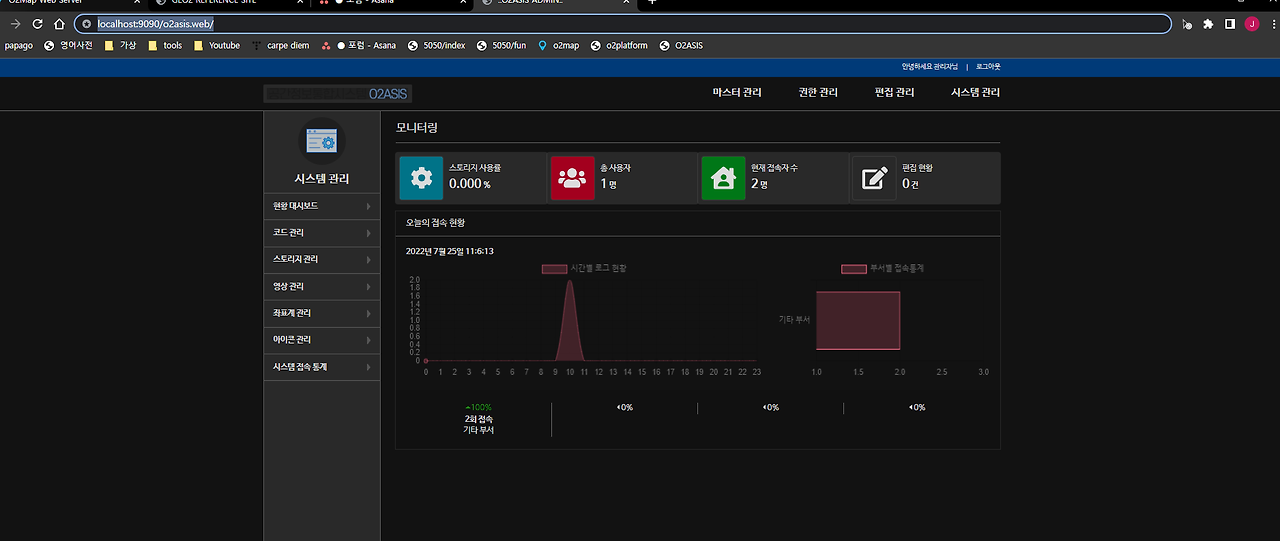 O2Map Web Server
GEO2 REFERENCE SITE
포럼 - Asana
..:O2ASIS ADMIN:..
localhost:9090/o2asis.web/
J
papago 영어사전 가상 tools Youtube carpe diem 포럼 - Asana 5050/index 5050/fun o2map o2platform O2ASIS
안녕하세요 관리자님 | 로그아웃
O2ASIS
마스터 관리 권한 관리 편집 관리 시스템 관리
시스템 관리
현황 대시보드
코드 관리
스토리지 관리
영상 관리
좌표계 관리
아이콘 관리
시스템 접속 통계
모니터링
스토리지 사용률
0.000 %
총 사용자
1 명
현재 접속자 수
2 명
편집 현황
0 건
오늘의 접속 현황
2022년 7월 25일 11:6:13
시간별 로그 현황
2.0
1.8
1.6
1.4
1.2
1.0
0.8
0.6
0.4
0.2
0
0 1 2 3 4 5 6 7 8 9 10 11 12 13 14 15 16 17 18 19 20 21 22 23
부서별 접속통계
기타 부서
1.0 1.5 2.0 2.5 3.0
100%
2회 접속
기타 부서
0%
0%
0%